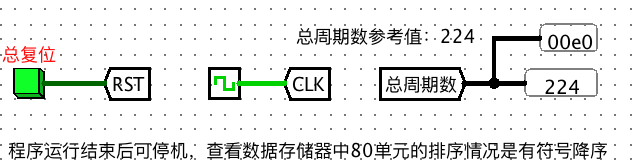 总周期数参考值：224
00e0
总复位
RST
CLK
总周期数
224
程序运行结束后可停机，查看数据存储器中80单元的排序情况是有符号降序